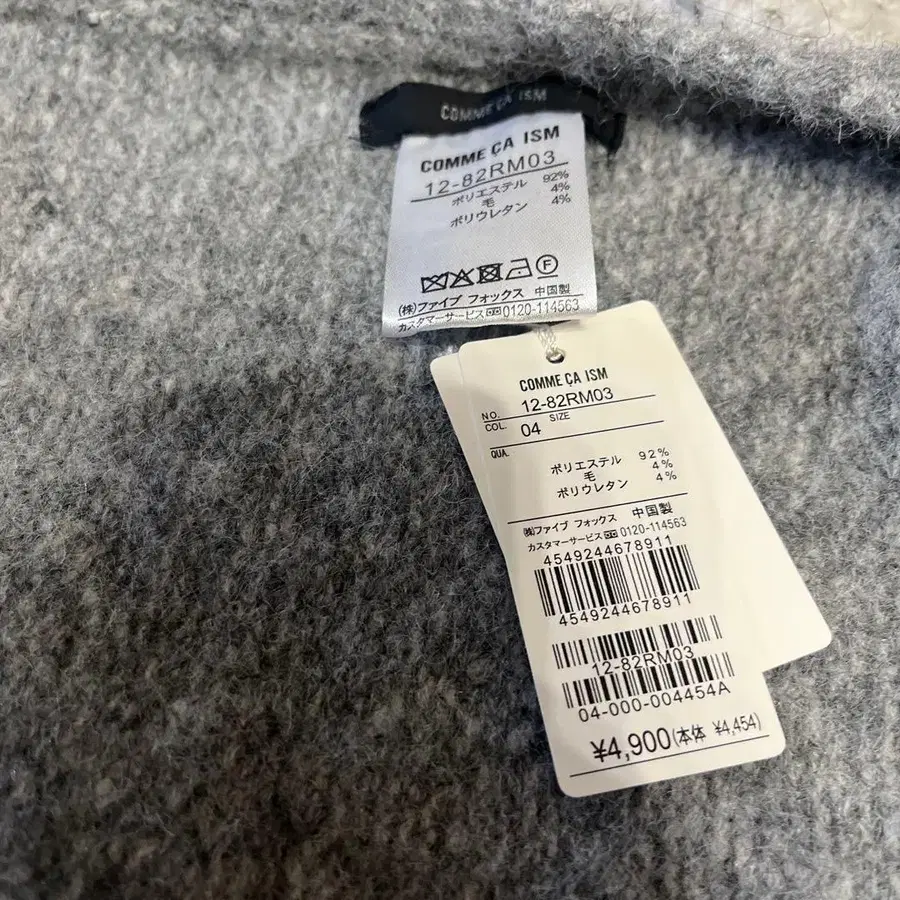 COMME ÇA ISM
COMME ÇA ISM
12-82RM03
ポリエステル 92%
毛 4%
ポリウレタン 4%
F
(株)ファイブ フォックス 中国製
カスタマーサービス 0120-114563
COMME ÇA ISM
NO. 12-82RM03
COL. 04 SIZE
QUA.
ポリエステル 92%
毛 4%
ポリウレタン 4%
㈱ファイブ フォックス 中国製
カスタマーサービス 0120-114563
4549244678911
4549244678911
12-82RM03
04-000-004454A
¥4,900(本体 ¥4,454)